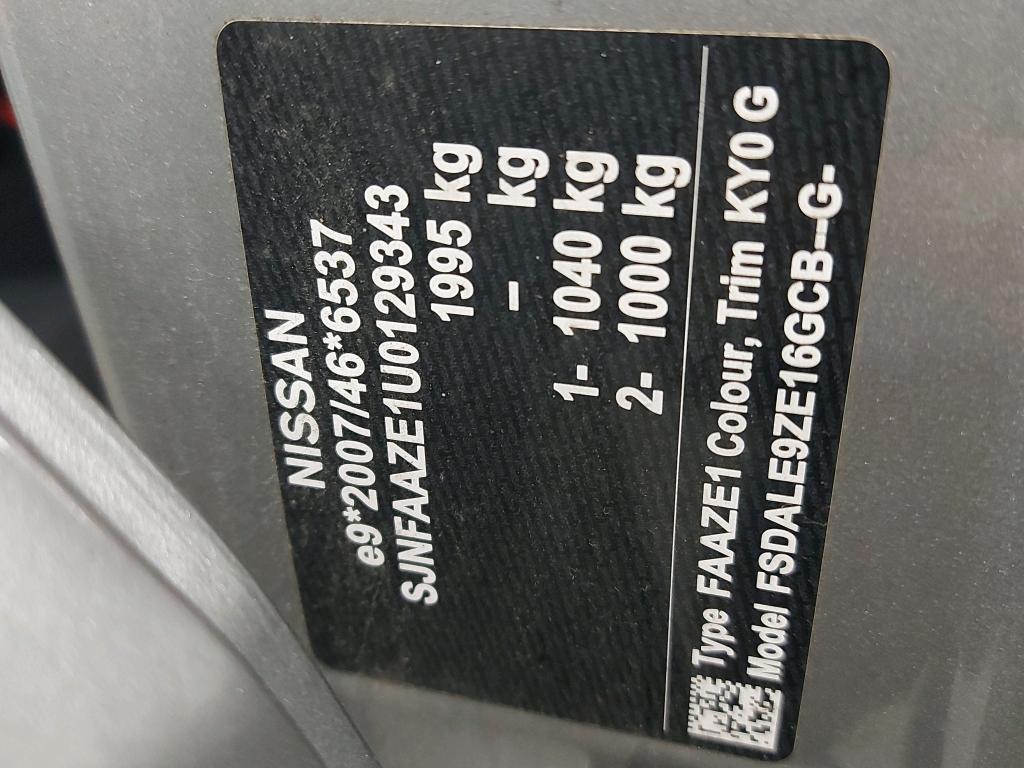 NISSAN
e9*2007/46*6537
SJNFAAZE1U0129343
1995 kg
– kg
1- 1040 kg
2- 1000 kg
Type FAAZE1 Colour, Trim KY0 G
Model FSDALE9ZE16GCB--G-